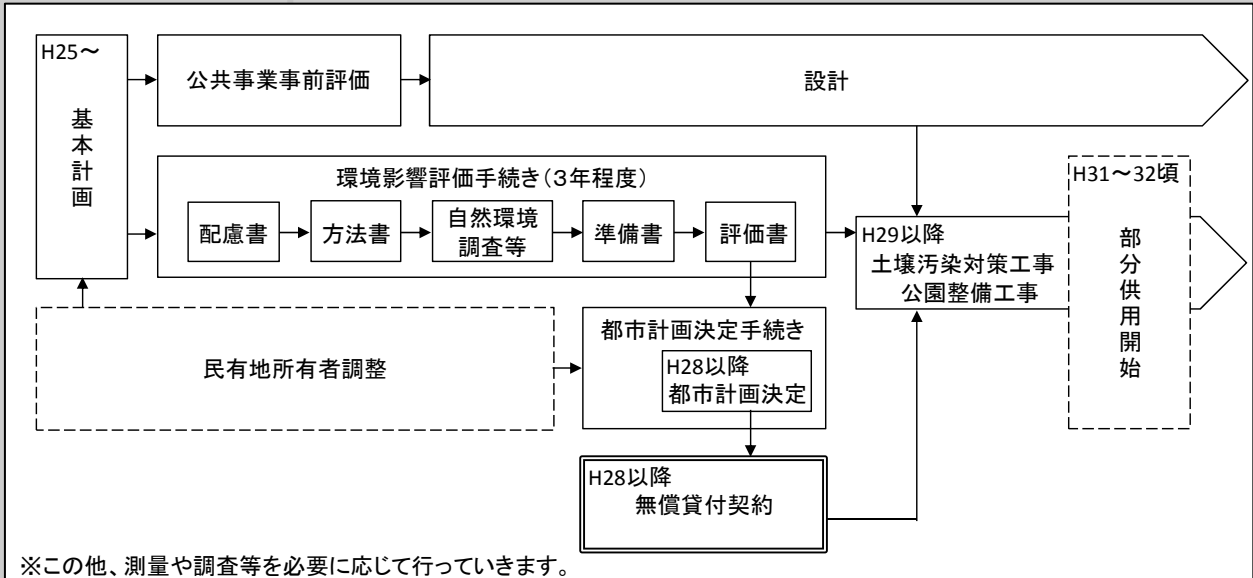 H25～
基本計画
公共事業事前評価
設計
環境影響評価手続き（３年程度）
配慮書
方法書
自然環境
調査等
準備書
評価書
H29以降
土壌汚染対策工事
公園整備工事
H31～32頃
部分供用開始
民有地所有者調整
都市計画決定手続き
H28以降
都市計画決定
H28以降
無償貸付契約
※この他、測量や調査等を必要に応じて行っていきます。